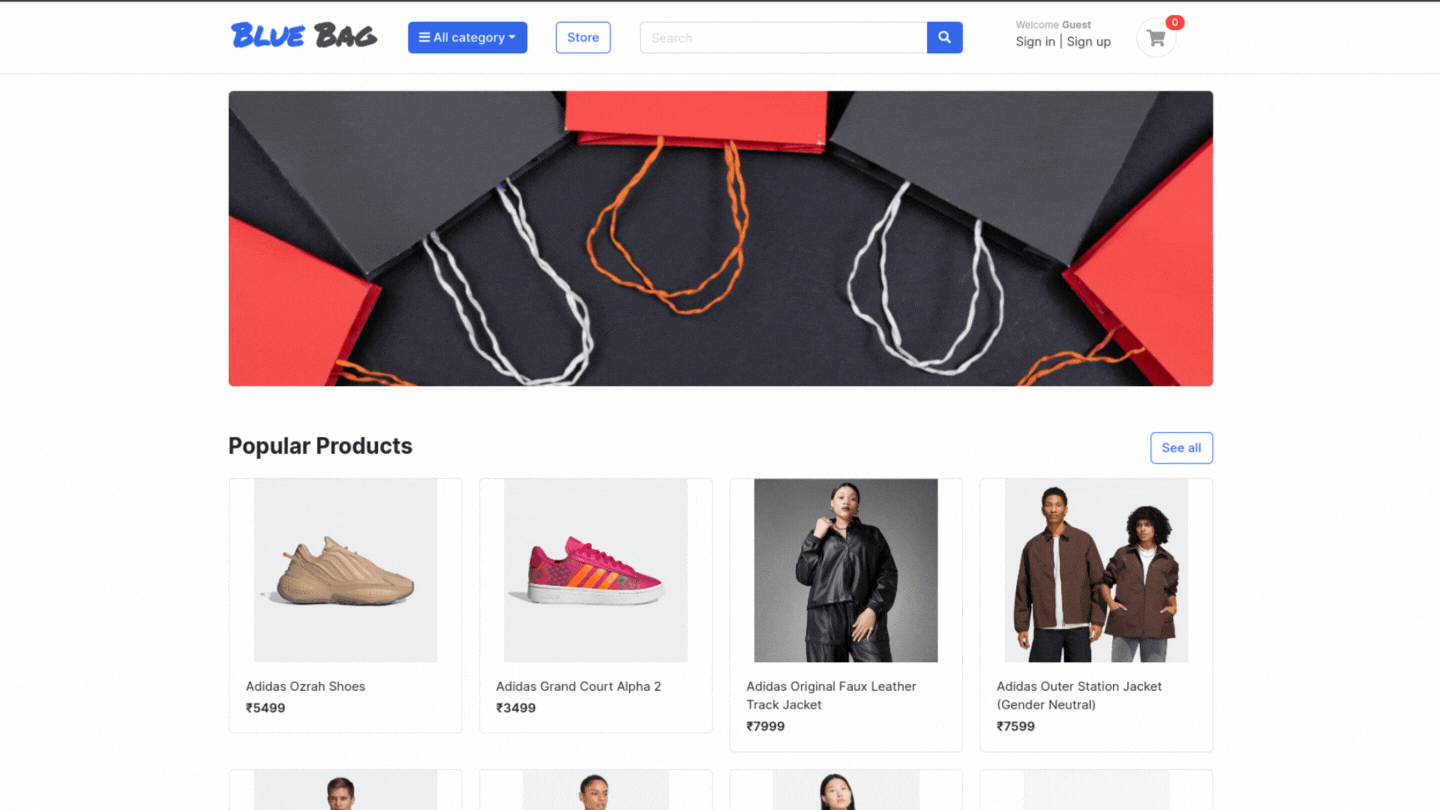 BLUE BAG
All category
Store
Search
Welcome Guest
Sign in | Sign up
0
Popular Products
See all
Adidas Ozrah Shoes
₹5499
Adidas Grand Court Alpha 2
₹3499
Adidas Original Faux Leather
Track Jacket
₹7999
Adidas Outer Station Jacket
(Gender Neutral)
₹7599